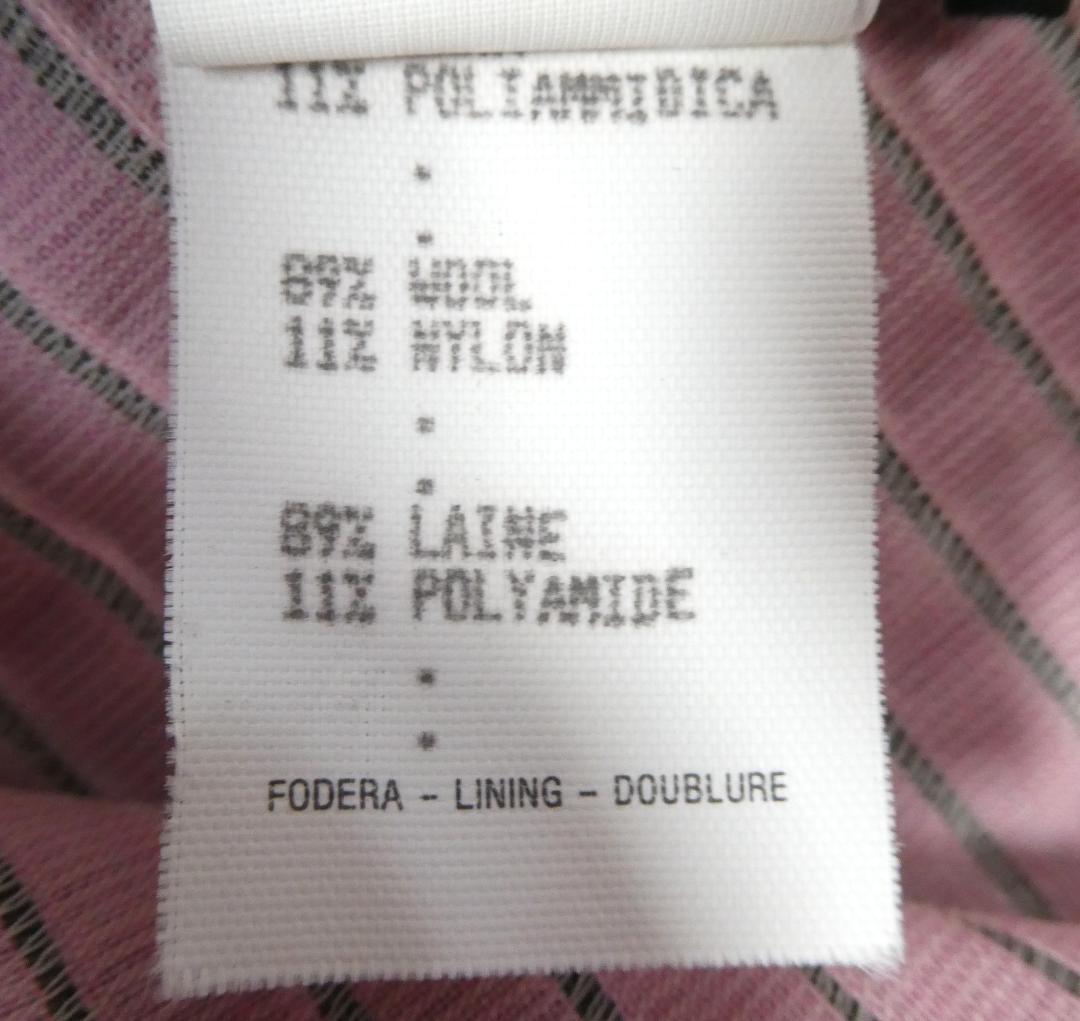 11% POLIAMMIDICA
.
.
89% WOOL
11% NYLON
.
.
89% LAINE
11% POLYAMIDE
.
.
FODERA - LINING - DOUBLURE